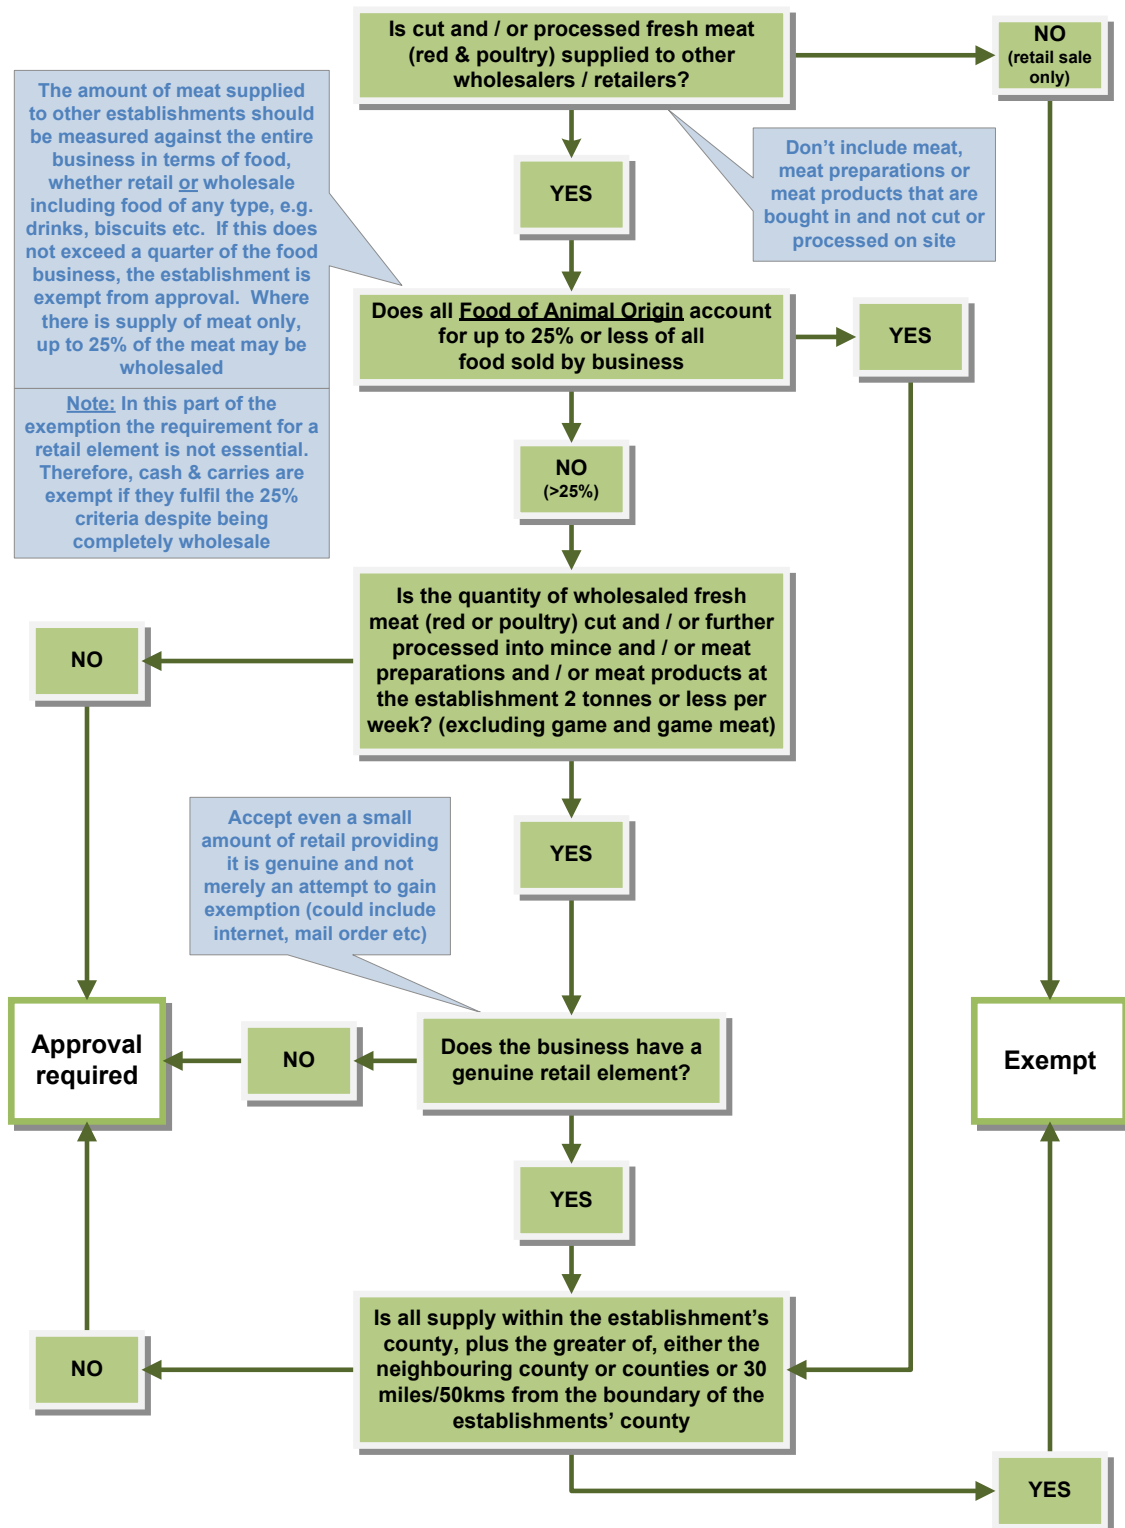 Is cut and / or processed fresh meat
(red & poultry) supplied to other
wholesalers / retailers?
NO
(retail sale
only)
The amount of meat supplied
to other establishments should
be measured against the entire
business in terms of food,
whether retail or wholesale
including food of any type, e.g.
drinks, biscuits etc. If this does
not exceed a quarter of the food
business, the establishment is
exempt from approval. Where
there is supply of meat only,
up to 25% of the meat may be
wholesaled
Note: In this part of the
exemption the requirement for a
retail element is not essential.
Therefore, cash & carries are
exempt if they fulfil the 25%
criteria despite being
completely wholesale
YES
Don’t include meat,
meat preparations or
meat products that are
bought in and not cut or
processed on site
Does all Food of Animal Origin account
for up to 25% or less of all
food sold by business
YES
NO
(>25%)
Is the quantity of wholesaled fresh
meat (red or poultry) cut and / or further
processed into mince and / or meat
preparations and / or meat products at
the establishment 2 tonnes or less per
week? (excluding game and game meat)
NO
YES
Accept even a small
amount of retail providing
it is genuine and not
merely an attempt to gain
exemption (could include
internet, mail order etc)
Does the business have a
genuine retail element?
NO
Approval
required
Exempt
YES
Is all supply within the establishment’s
county, plus the greater of, either the
neighbouring county or counties or 30
miles/50kms from the boundary of the
establishments’ county
NO
YES